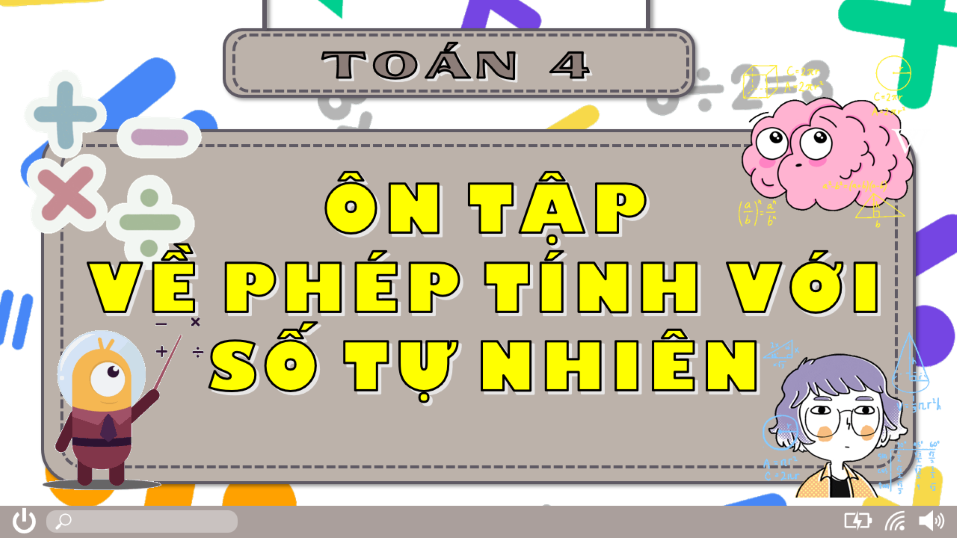 TOÁN 4
ÔN TẬP
VỀ PHÉP TÍNH VỚI
SỐ TỰ NHIÊN